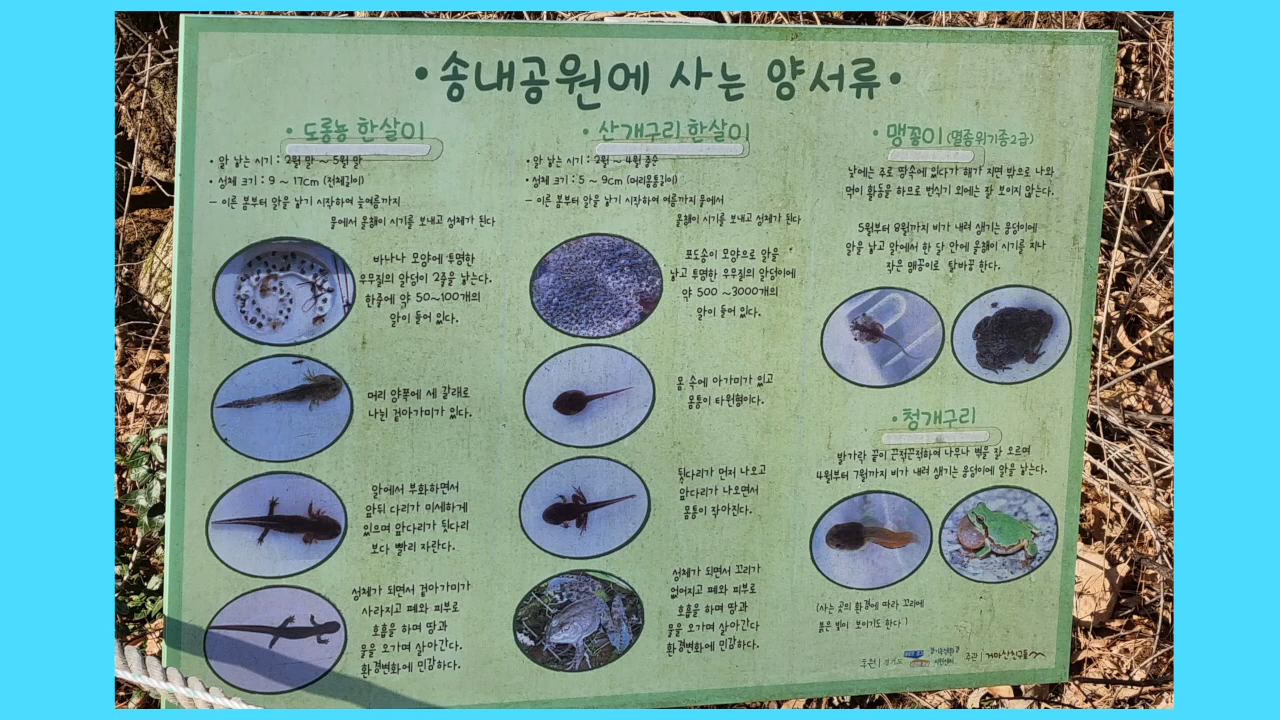 •송내공원에 사는 양서류•
• 도롱뇽 한살이
• 알 낳는 시기 : 2월 말 ~ 5월 말
• 성체 크기 : 9 ~ 17cm (전체길이)
- 이른 봄부터 알을 낳기 시작하여 늦여름까지
물에서 올챙이 시기를 보내고 성체가 된다
바나나 모양에 투명한
우무질의 알덩이 2줄을 낳는다.
한줄에 약 50~100개의
알이 들어 있다.
머리 양쪽에 세 갈래로
나뉜 겉아가미가 있다.
알에서 부화하면서
앞뒤 다리가 미세하게
있으며 앞다리가 뒷다리
보다 빨리 자란다.
성체가 되면서 겉아가미가
사라지고 폐와 피부로
호흡을 하며 땅과
물을 오가며 살아간다.
환경변화에 민감하다.
• 산개구리 한살이
• 알 낳는 시기 : 2월 ~ 4월 중순
• 성체 크기 : 5 ~ 9cm (머리몸통길이)
- 이른 봄부터 알을 낳기 시작하여 여름까지 물에서
올챙이 시기를 보내고 성체가 된다
포도송이 모양으로 알을
낳고 투명한 우무질의 알덩이에
약 500 ~3000개의
알이 들어 있다.
몸 속에 아가미가 있고
몸통이 타원형이다.
뒷다리가 먼저 나오고
앞다리가 나오면서
몸통이 작아진다.
성체가 되면서 꼬리가
없어지고 폐와 피부로
호흡을 하며 땅과
물을 오가며 살아간다
환경변화에 민감하다.
• 맹꽁이 (멸종위기종2급)
낮에는 주로 땅속에 있다가 해가 지면 밖으로 나와
먹이 활동을 하므로 번식기 외에는 잘 보이지 않는다.
5월부터 8월까지 비가 내려 생기는 웅덩이에
알을 낳고 알에서 한 달 안에 올챙이 시기를 지나
작은 맹꽁이로 탈바꿈 한다.
• 청개구리
발가락 끝이 끈적끈적하여 나무나 벽을 잘 오르며
4월부터 7월까지 비가 내려 생기는 웅덩이에 알을 낳는다.
(사는 곳의 환경에 따라 꼬리에
붉은 빛이 보이기도 한다)
후원 | 경기도
주관 | 거마산친구들